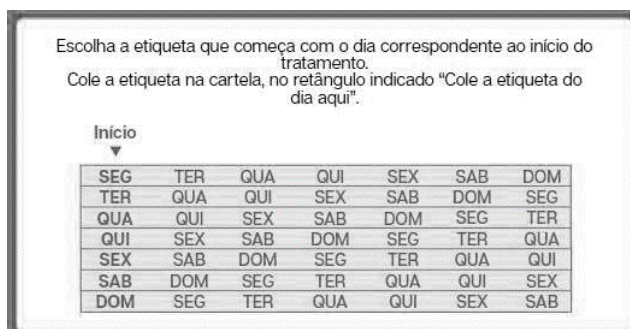 Escolha a etiqueta que começa com o dia correspondente ao início do
tratamento.
Cole a etiqueta na cartela, no retângulo indicado “Cole a etiqueta do
dia aqui”.
Início
SEG TER QUA QUI SEX SAB DOM
TER QUA QUI SEX SAB DOM SEG
QUA QUI SEX SAB DOM SEG TER
QUI SEX SAB DOM SEG TER QUA
SEX SAB DOM SEG TER QUA QUI
SAB DOM SEG TER QUA QUI SEX
DOM SEG TER QUA QUI SEX SAB